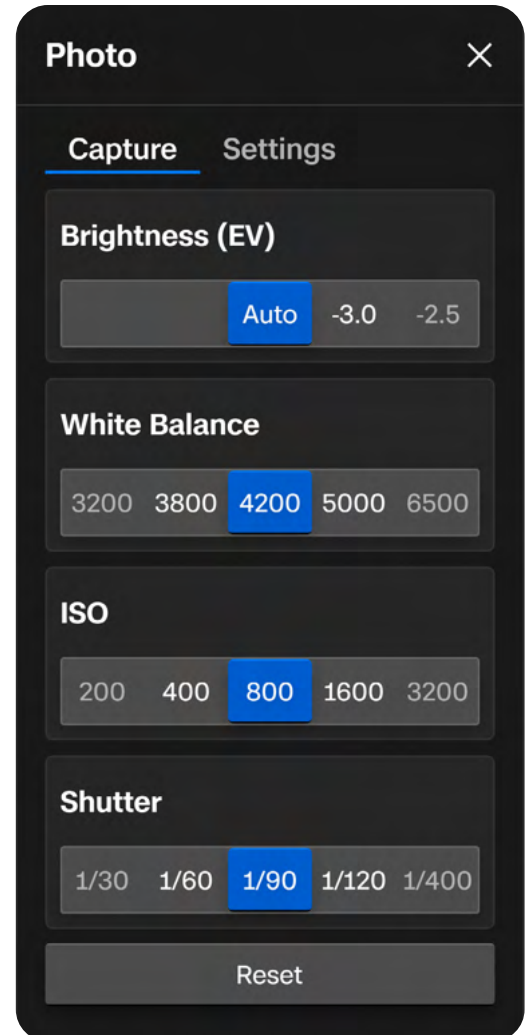 Photo
Capture Settings
Brightness (EV)
Auto -3.0 -2.5
White Balance
3200 3800 4200 5000 6500
ISO
200 400 800 1600 3200
Shutter
1/30 1/60 1/90 1/120 1/400
Reset